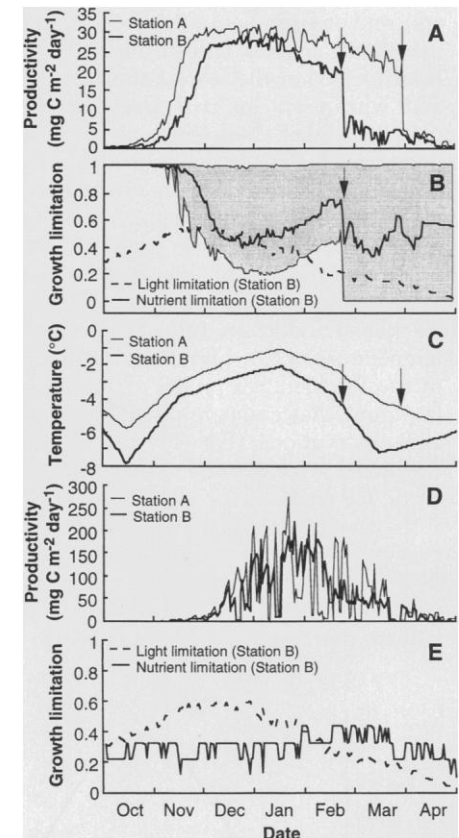 Station A
Station B
A
Productivity
(mg C m-2 day-1)
35
30
25
20
15
10
5
0
B
Growth limitation
1
0.8
0.6
0.4
0.2
0
Light limitation (Station B)
Nutrient limitation (Station B)
C
Temperature (°C)
-0
-2
-4
-6
-8
Station A
Station B
D
Productivity
(mg C m-2 day-1)
300
250
200
150
100
50
0
Station A
Station B
E
Growth limitation
1
0.8
0.6
0.4
0.2
0
Light limitation (Station B)
Nutrient limitation (Station B)
Oct Nov Dec Jan Feb Mar Apr
Date